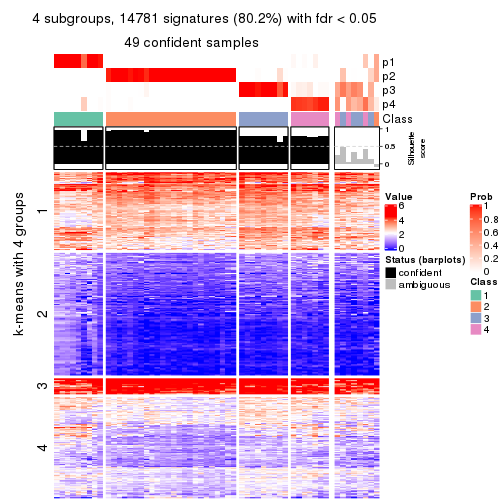 4 subgroups, 14781 signatures (80.2%) with fdr < 0.05
49 confident samples
p1
p2
p3
p4
Class
1
0.5
0
Silhouette
score
k-means with 4 groups
1
2
3
4
Value
6
4
2
0
Status (barplots)
confident
ambiguous
Prob
1
0.8
0.6
0.4
0.2
0
Class
1
2
3
4